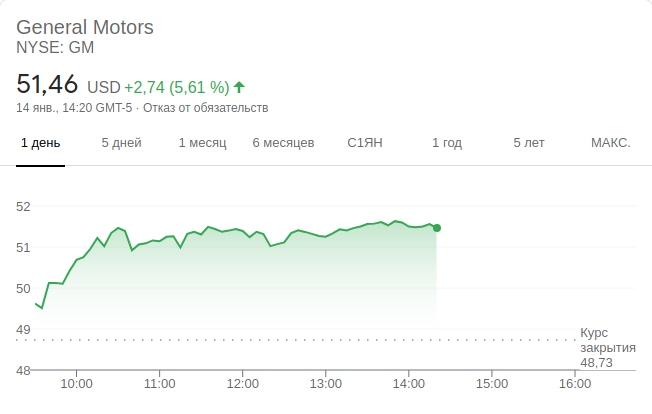 General Motors
NYSE: GM
51,46 USD +2,74 (5,61 %)
14 янв., 14:20 GMT-5 · Отказ от обязательств
1 день 5 дней 1 месяц 6 месяцев С1ЯН 1 год 5 лет МАКС.
52
51
50
49
Курс
закрытия
48,73
48
10:00 11:00 12:00 13:00 14:00 15:00 16:00